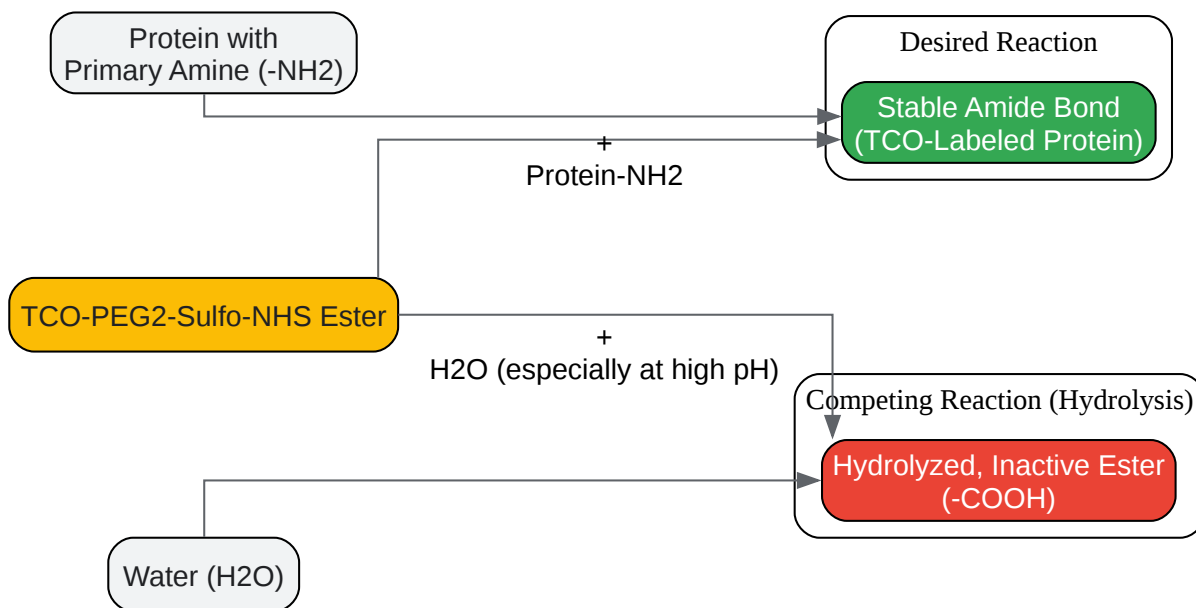 Protein with
Primary Amine (-NH2)
Desired Reaction
Stable Amide Bond
(TCO-Labeled Protein)
+
Protein-NH2
TCO-PEG2-Sulfo-NHS Ester
+
H2O (especially at high pH)
Competing Reaction (Hydrolysis)
Hydrolyzed, Inactive Ester
(-COOH)
Water (H2O)